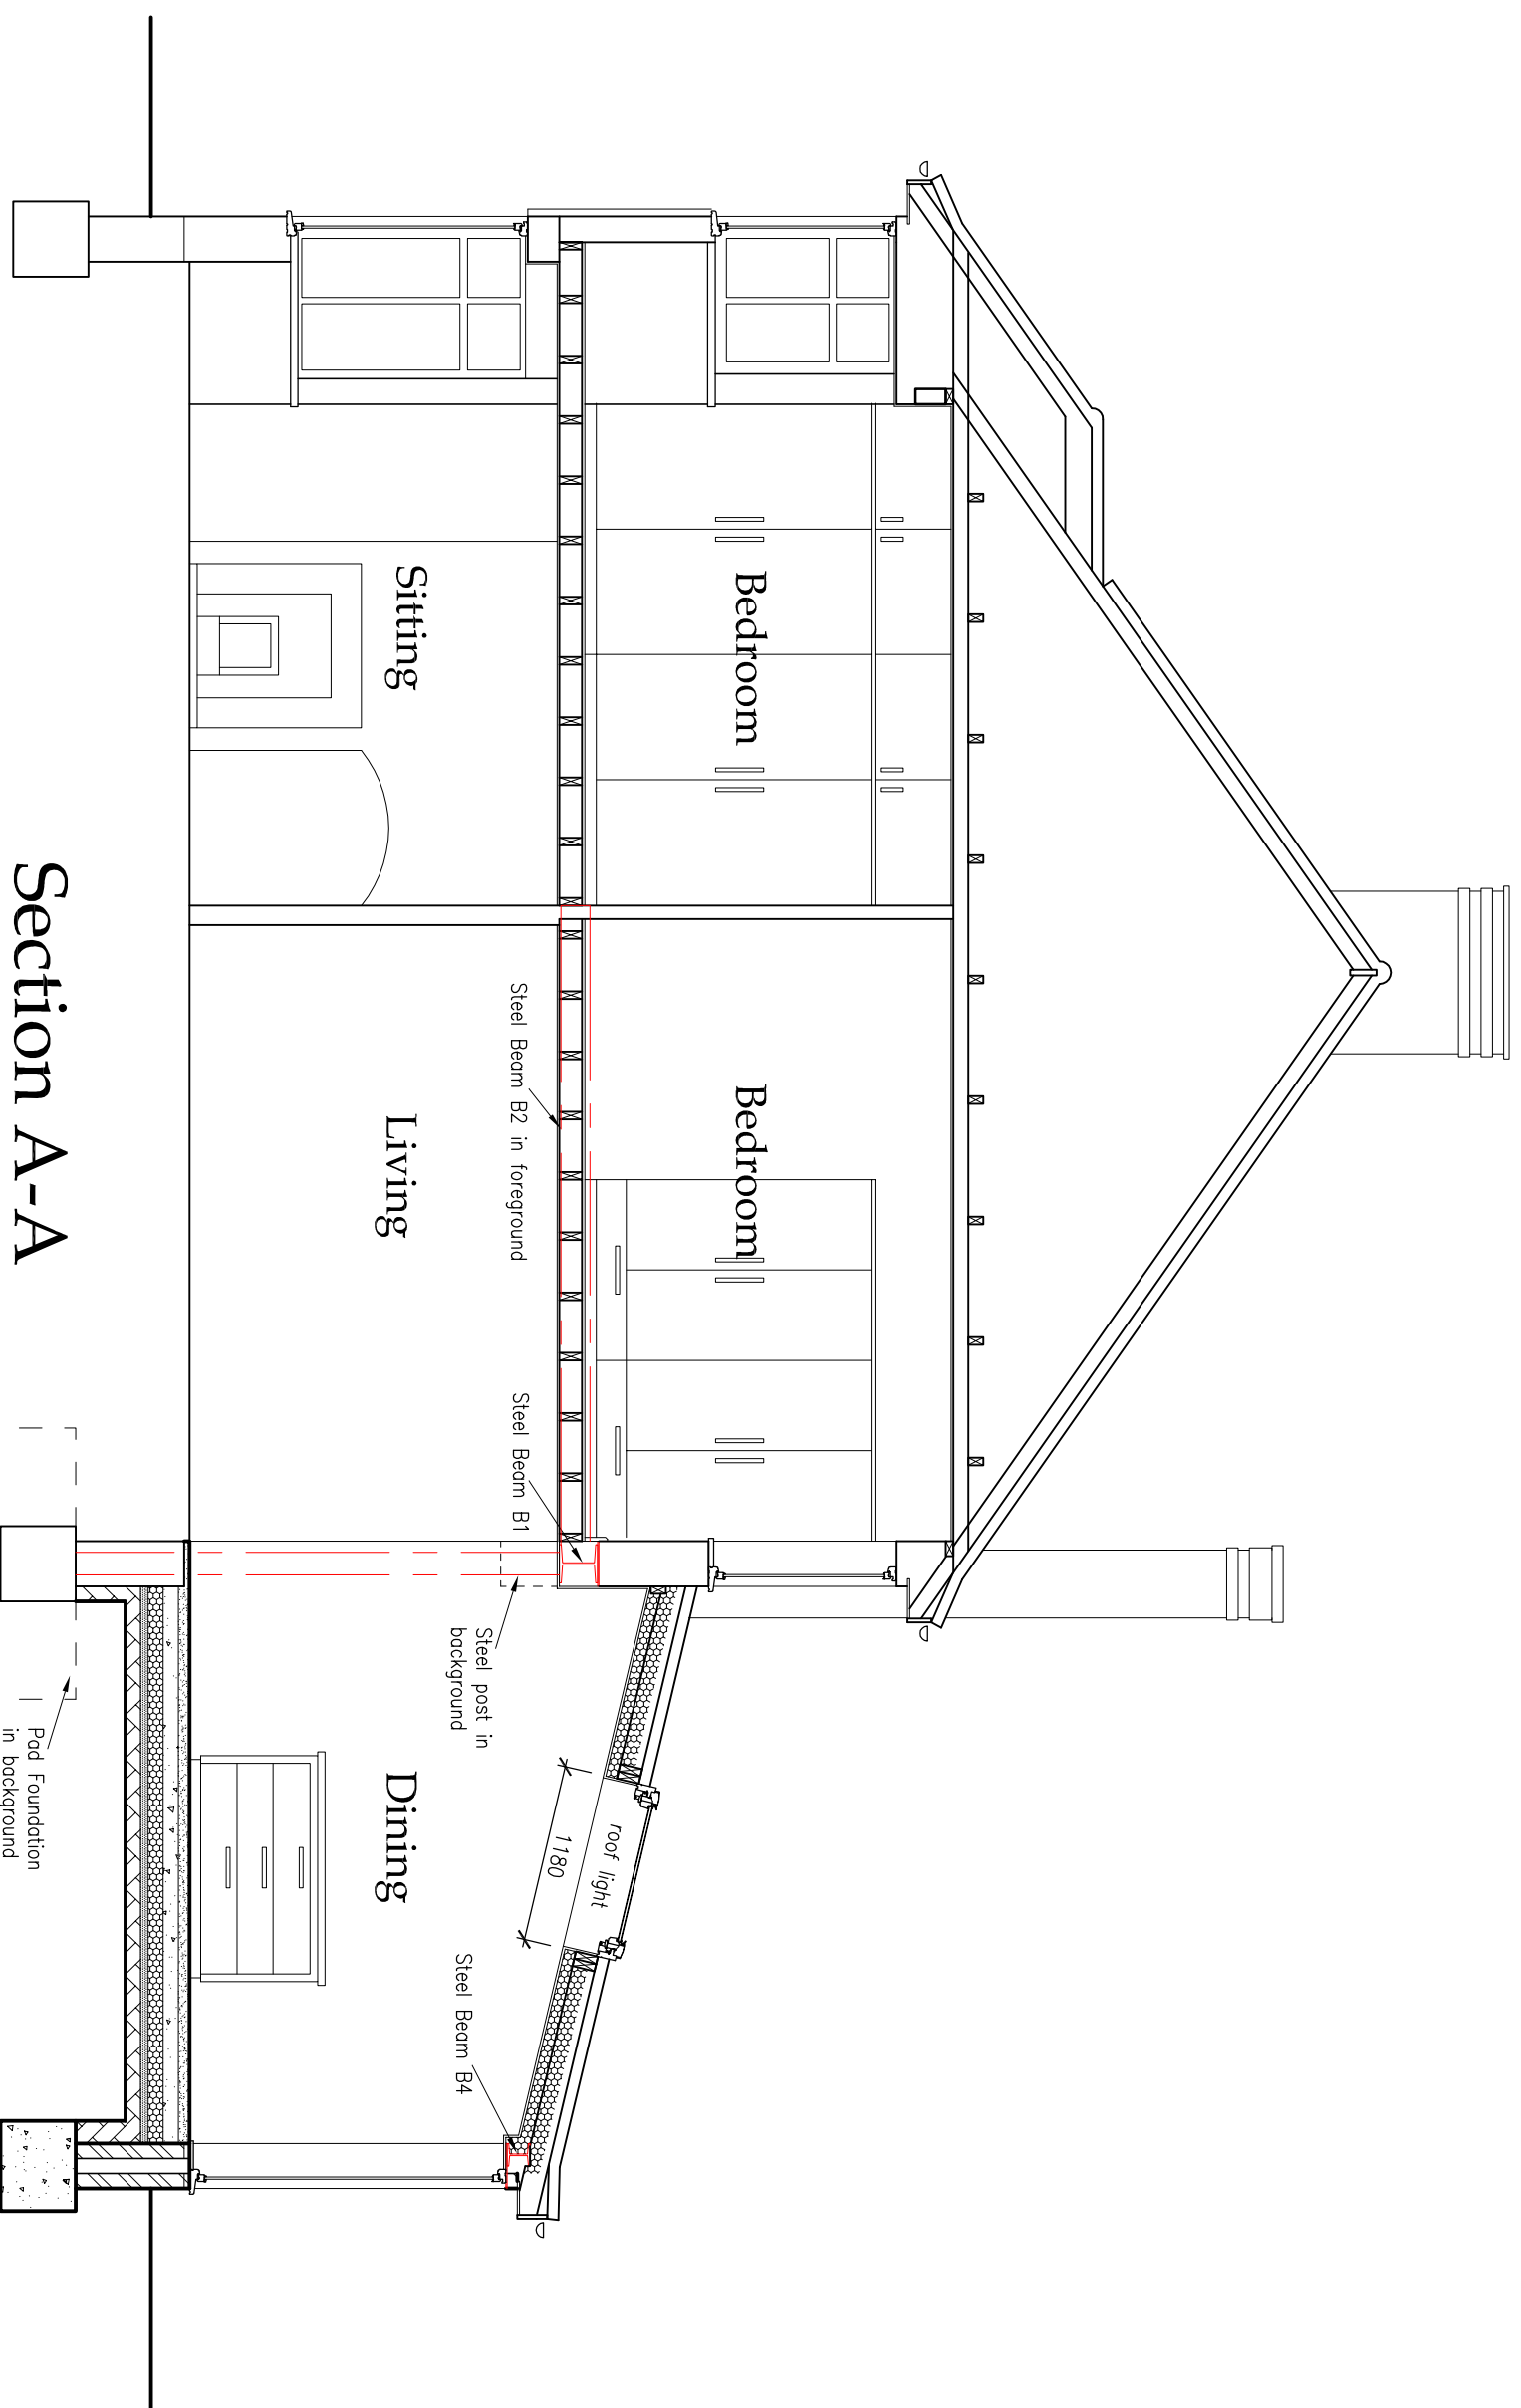 Bedroom
Bedroom
Sitting
Living
Dining
Steel Beam B2 in foreground
Steel Beam B1
Steel post in
background
roof light
1180
Steel Beam B4
Pad Foundation
in background
Section A-A